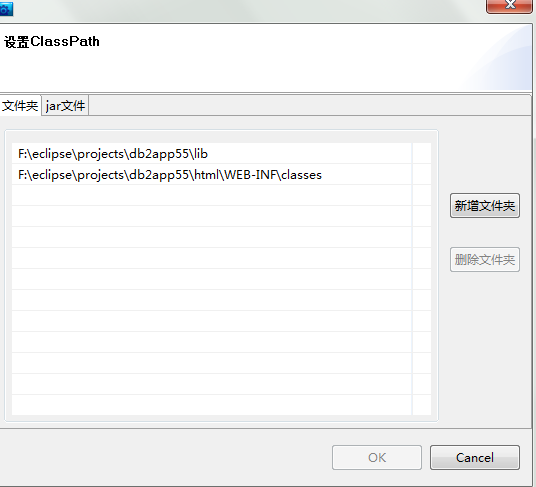 设置ClassPath
文件夹 jar文件
F:\eclipse\projects\db2app55\lib
F:\eclipse\projects\db2app55\html\WEB-INF\classes
新增文件夹
删除文件夹
OK Cancel